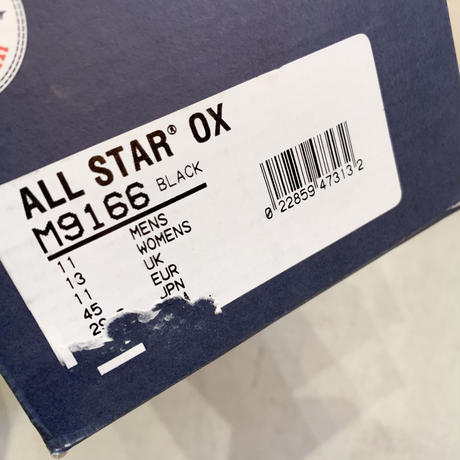 ALL STAR® OX
M9166 BLACK
11 MENS
13 WOMENS
11 UK
45 EUR
JPN
0 22859 47313 2